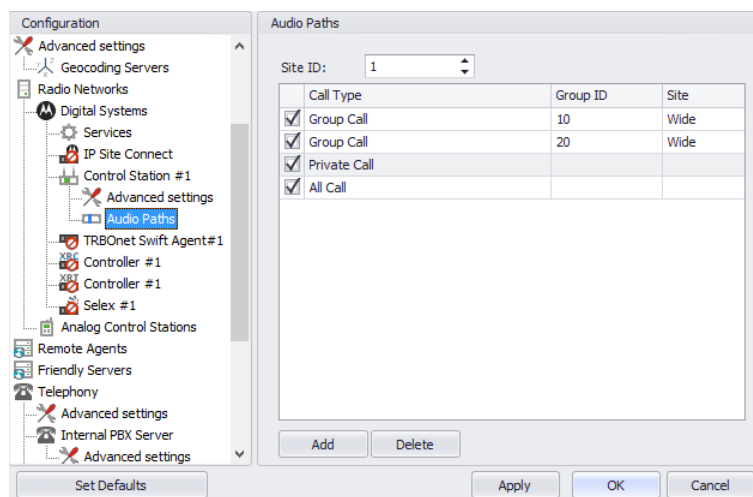 Configuration
Advanced settings
Geocoding Servers
Radio Networks
Digital Systems
Services
IP Site Connect
Control Station #1
Advanced settings
Audio Paths
TRBOnet Swift Agent#1
XRC Controller #1
XRT Controller #1
Selex #1
Analog Control Stations
Remote Agents
Friendly Servers
Telephony
Advanced settings
Internal PBX Server
Advanced settings
Set Defaults
Audio Paths
Site ID: 1
Call Type Group ID Site
Group Call 10 Wide
Group Call 20 Wide
Private Call
All Call
Add Delete
Apply OK Cancel